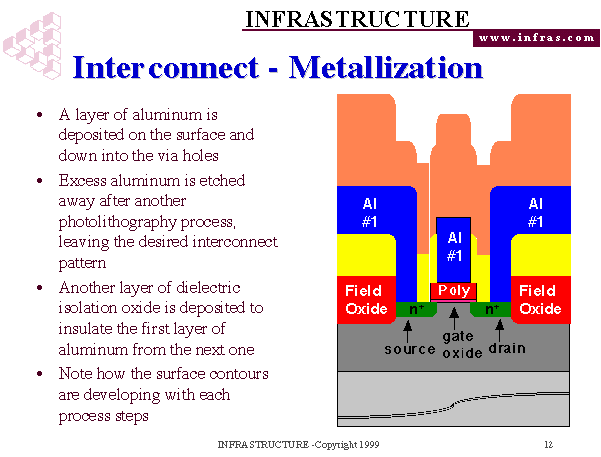 INFRASTRUCTURE
www.infras.com
Interconnect - Metallization
• A layer of aluminum is
deposited on the surface and
down into the via holes
• Excess aluminum is etched
away after another
photolithography process,
leaving the desired interconnect
pattern
• Another layer of dielectric
isolation oxide is deposited to
insulate the first layer of
aluminum from the next one
• Note how the surface contours
are developing with each
process steps
Al
#1
Al
#1
Al
#1
Field
Oxide
Poly
Field
Oxide
n+
n+
source
gate
oxide
drain
INFRASTRUCTURE -Copyright 1999
12